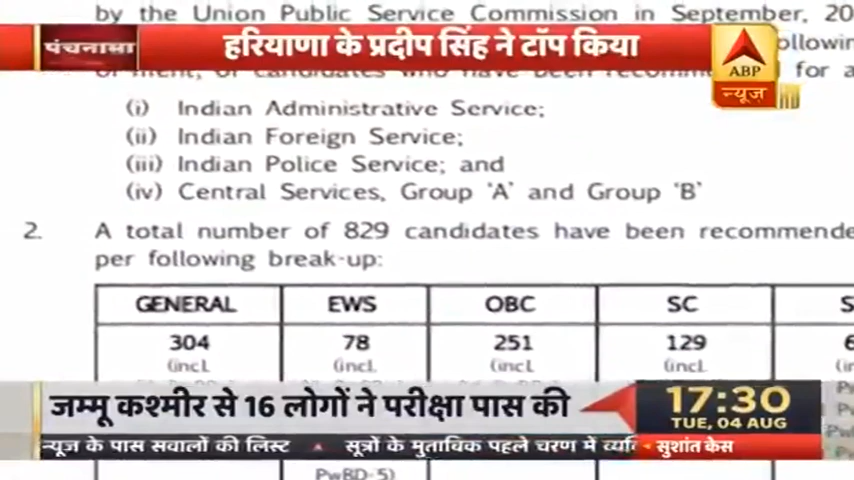 by the Union Public Service Commission in September, 20
पंचनामा
हरियाणा के प्रदीप सिंह ने टॉप किया
ABP
न्यूज़
HD
for a
(i) Indian Administrative Service;
(ii) Indian Foreign Service;
(iii) Indian Police Service; and
(iv) Central Services, Group 'A' and Group 'B'
2. A total number of 829 candidates have been
per following break-up:
GENERAL EWS OBC SC
304 78 251 129
(incl. (incl. (incl. (incl.
जम्मू कश्मीर से 16 लोगों ने परीक्षा पास की
17:30
TUE, 04 AUG
न्यूज के पास सवालों की लिस्ट सूत्रों के मुताबिक पहले चरण में सुशांत केस
PwBD-5)